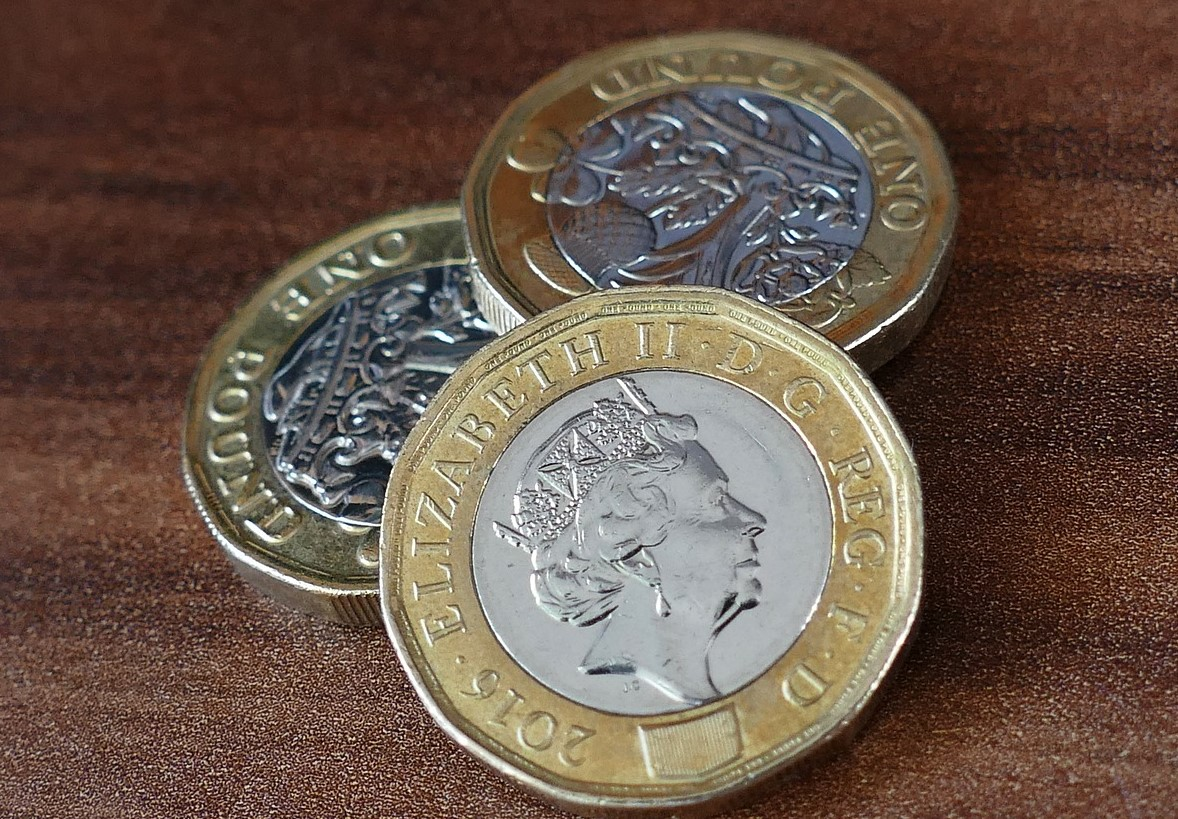 ONE POUND
ONE POUND
ELIZABETH II · D · G · REG · F · D · 2016
J.C